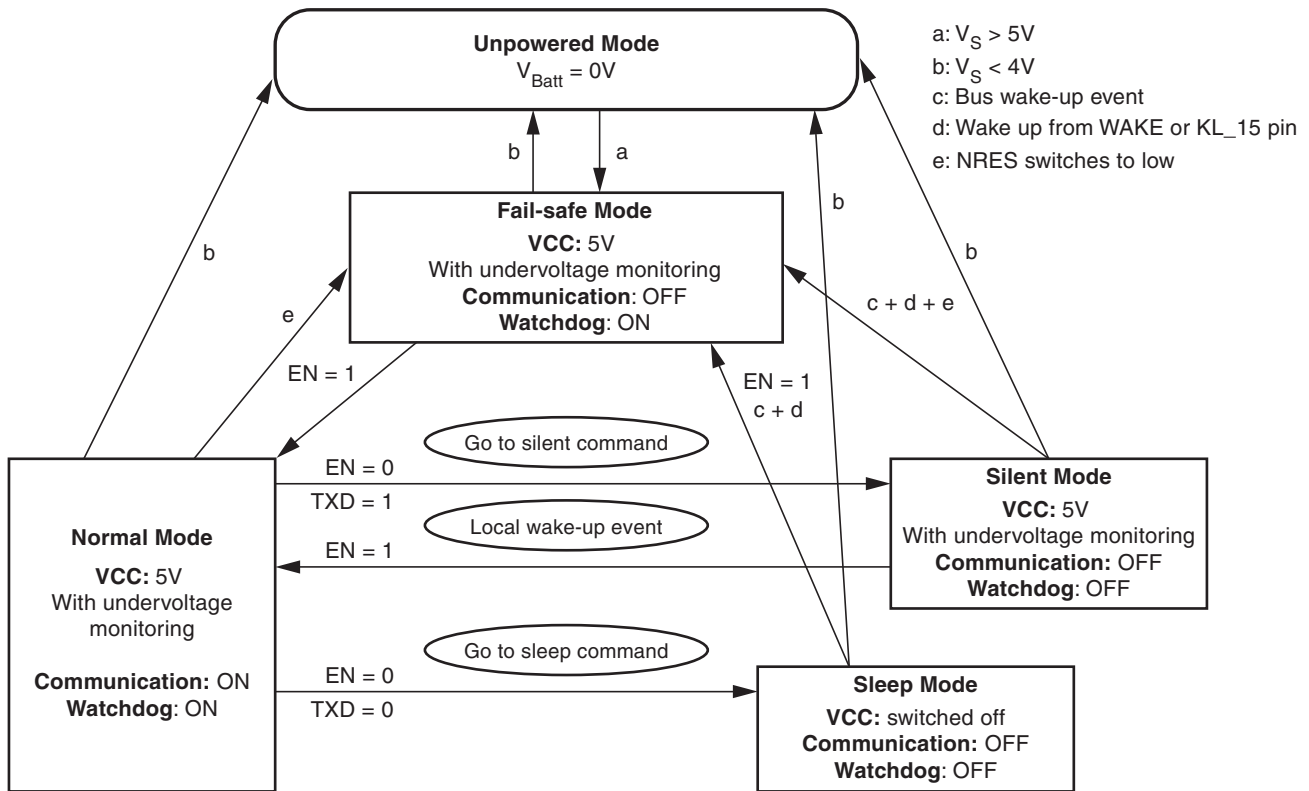 Unpowered Mode
V_Batt = 0V
a: V_S > 5V
b: V_S < 4V
c: Bus wake-up event
d: Wake up from WAKE or KL_15 pin
e: NRES switches to low
b
a
b
b
b
Fail-safe Mode
VCC: 5V
With undervoltage monitoring
Communication: OFF
Watchdog: ON
e
c + d + e
EN = 1
EN = 1
c + d
Go to silent command
EN = 0
TXD = 1
Local wake-up event
EN = 1
Silent Mode
VCC: 5V
With undervoltage monitoring
Communication: OFF
Watchdog: OFF
Normal Mode
VCC: 5V
With undervoltage
monitoring
Communication: ON
Watchdog: ON
Go to sleep command
EN = 0
TXD = 0
Sleep Mode
VCC: switched off
Communication: OFF
Watchdog: OFF